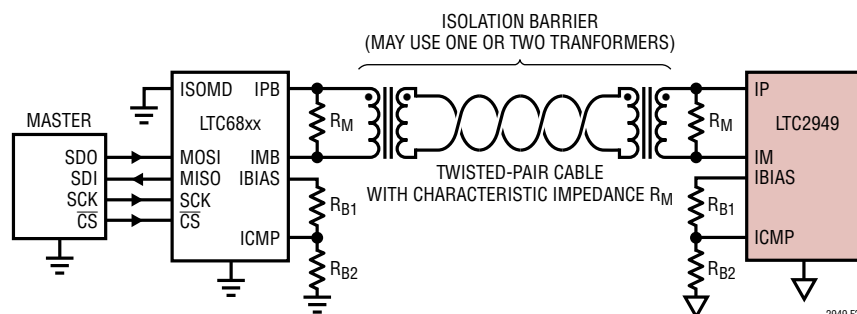 ISOLATION BARRIER
(MAY USE ONE OR TWO TRANFORMERS)
MASTER
SDO
SDI
SCK
CS
ISOMD
LTC68xx
MOSI
MISO
SCK
CS
IPB
IMB
IBIAS
ICMP
RM
RB1
RB2
TWISTED-PAIR CABLE
WITH CHARACTERISTIC IMPEDANCE RM
RM
RB1
RB2
IP
LTC2949
IM
IBIAS
ICMP